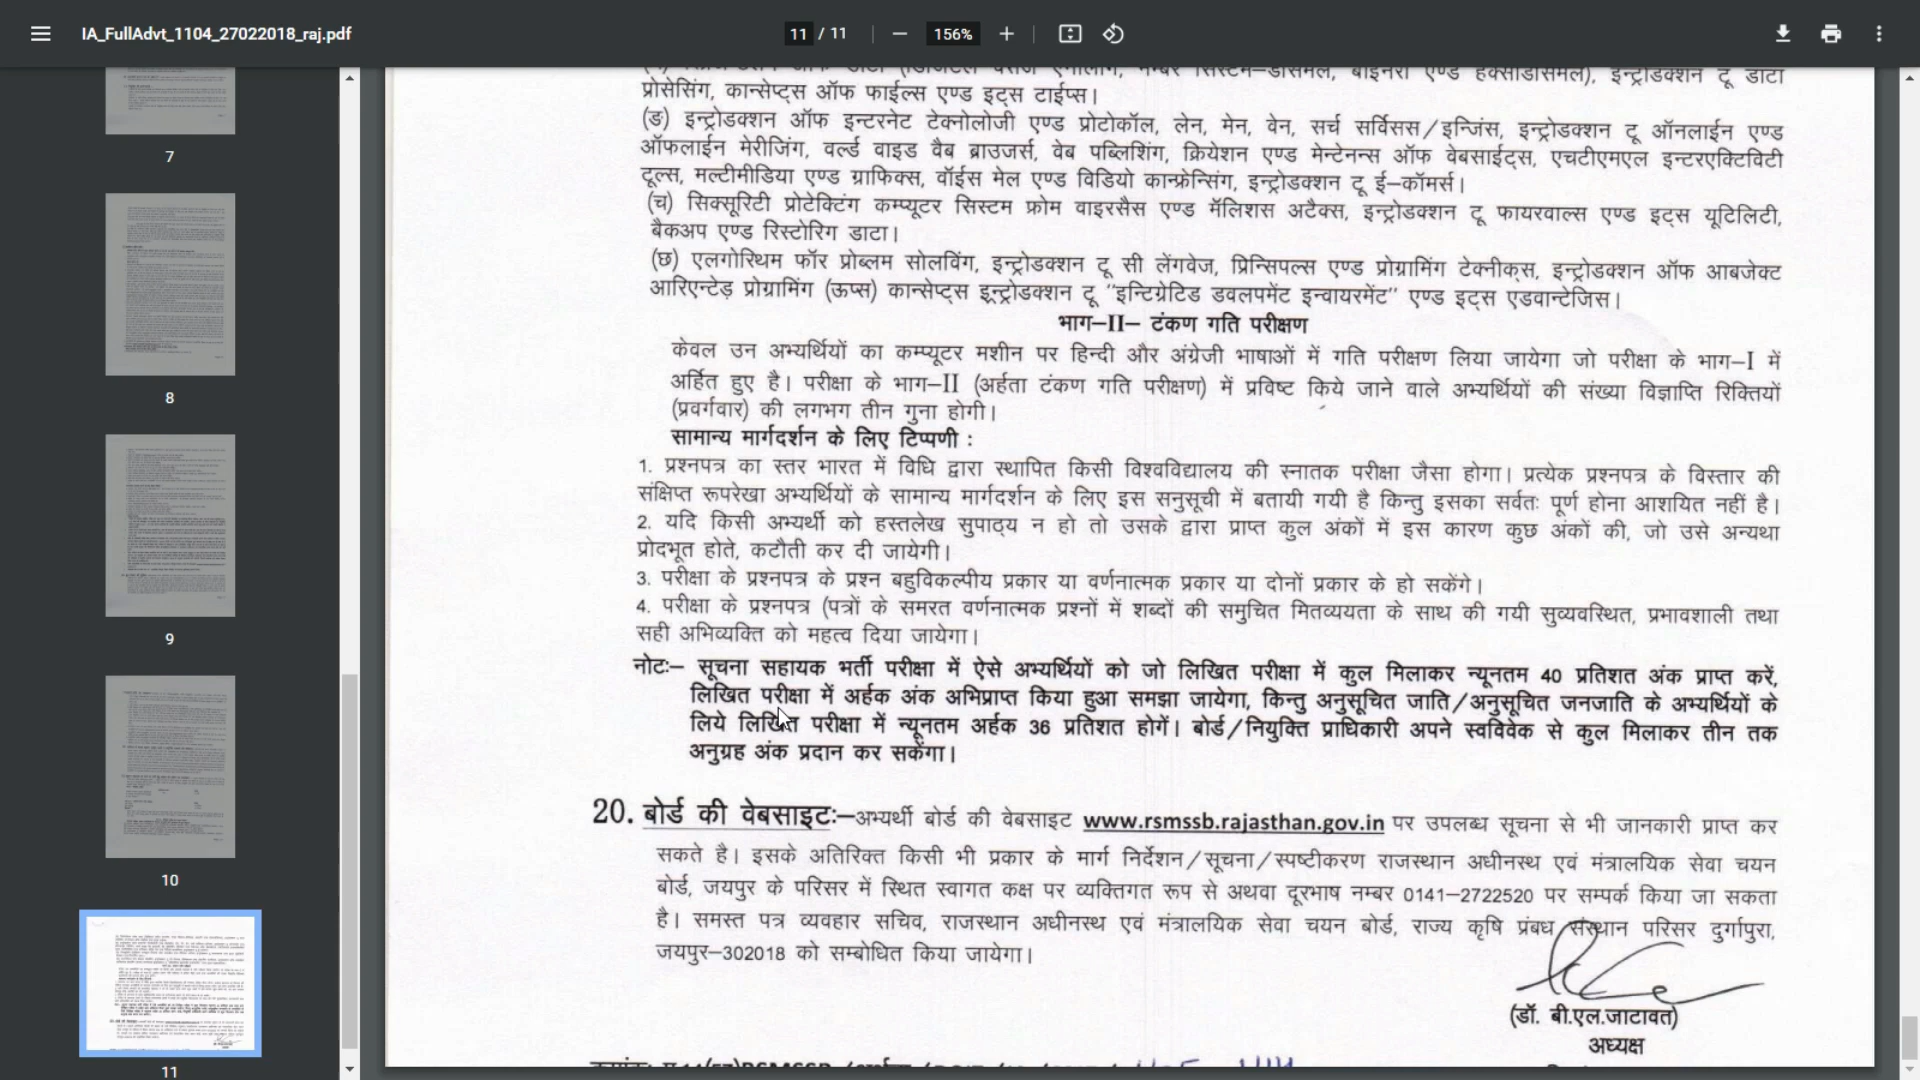 IA_FullAdvt_1104_27022018_raj.pdf
11 / 11
156%
7
8
9
10
11
प्रोसेसिंग, कान्सेप्ट्स ऑफ फाईल्स एण्ड इट्स टाईप्स।
(ङ) इन्ट्रोडक्शन ऑफ इन्टरनेट टेक्नोलोजी एण्ड प्रोटोकॉल, लेन, मेन, वेन, सर्च सर्विसस/इन्जिंस, इन्ट्रोडक्शन टू ऑनलाईन एण्ड
ऑफलाईन मेरीजिंग, वर्ल्ड वाइड वैब ब्राउजर्स, वेब पब्लिशिंग, क्रियेशन एण्ड मेन्टेनन्स ऑफ वेबसाईट्स, एचटीएमएल इन्टरएक्टिविटी
टूल्स, मल्टीमीडिया एण्ड ग्राफिक्स, वॉईस मेल एण्ड विडियो कान्फ्रेन्सिंग, इन्ट्रोडक्शन टू ई–कॉमर्स।
(च) सिक्सूरिटी प्रोटेक्टिंग कम्प्यूटर सिस्टम फ्रोम वाइरसैस एण्ड मॅलिशस अटैक्स, इन्ट्रोडक्शन टू फायरवाल्स एण्ड इट्स यूटिलिटी,
बैकअप एण्ड रिस्टोरिग डाटा।
(छ) एलगोरिथम फॉर प्रोब्लम सोलविंग, इन्ट्रोडक्शन टू सी लेंगवेज, प्रिन्सिपल्स एण्ड प्रोग्रामिंग टेक्नीक्स, इन्ट्रोडक्शन ऑफ आबजेक्ट
आरिएन्टेड़ प्रोग्रामिंग (ऊप्स) कान्सेप्ट्स इन्ट्रोडक्शन टू "इन्टिग्रेटिड डवलपमेंट इन्वायरमेंट" एण्ड इट्स एडवान्टेजिस।
भाग–II– टंकण गति परीक्षण
केवल उन अभ्यर्थियों का कम्प्यूटर मशीन पर हिन्दी और अंग्रेजी भाषाओं में गति परीक्षण लिया जायेगा जो परीक्षा के भाग–I में
अर्हित हुए है। परीक्षा के भाग–II (अर्हता टंकण गति परीक्षण) में प्रविष्ट किये जाने वाले अभ्यर्थियों की संख्या विज्ञाप्ति रिक्तियों
(प्रवर्गवार) की लगभग तीन गुना होगी।
सामान्य मार्गदर्शन के लिए टिप्पणी :
1. प्रश्नपत्र का स्तर भारत में विधि द्वारा स्थापित किसी विश्वविद्यालय की स्नातक परीक्षा जैसा होगा। प्रत्येक प्रश्नपत्र के विस्तार की
संक्षिप्त रूपरेखा अभ्यर्थियों के सामान्य मार्गदर्शन के लिए इस सनुसूची में बतायी गयी है किन्तु इसका सर्वतः पूर्ण होना आशयित नहीं है।
2. यदि किसी अभ्यर्थी को हस्तलेख सुपाठ्य न हो तो उसके द्वारा प्राप्त कुल अंकों में इस कारण कुछ अंकों की, जो उसे अन्यथा
प्रोदभूत होते, कटौती कर दी जायेगी।
3. परीक्षा के प्रश्नपत्र के प्रश्न बहुविकल्पीय प्रकार या वर्णनात्मक प्रकार या दोनों प्रकार के हो सकेंगे।
4. परीक्षा के प्रश्नपत्र (पत्रों के समरत वर्णनात्मक प्रश्नों में शब्दों की समुचित मितव्ययता के साथ की गयी सुव्यवस्थित, प्रभावशाली तथा
सही अभिव्यक्ति को महत्व दिया जायेगा।
नोटः– सूचना सहायक भर्ती परीक्षा में ऐसे अभ्यर्थियों को जो लिखित परीक्षा में कुल मिलाकर न्यूनतम 40 प्रतिशत अंक प्राप्त करें,
लिखित परीक्षा में अर्हक अंक अभिप्राप्त किया हुआ समझा जायेगा, किन्तु अनुसूचित जाति/अनुसूचित जनजाति के अभ्यर्थियों के
लिये लिखित परीक्षा में न्यूनतम अर्हक 36 प्रतिशत होगें। बोर्ड/नियुक्ति प्राधिकारी अपने स्वविवेक से कुल मिलाकर तीन तक
अनुग्रह अंक प्रदान कर सकेंगा।
20. बोर्ड की वेबसाइटः–अभ्यर्थी बोर्ड की वेबसाइट www.rsmssb.rajasthan.gov.in पर उपलब्ध सूचना से भी जानकारी प्राप्त कर
सकते है। इसके अतिरिक्त किसी भी प्रकार के मार्ग निर्देशन/सूचना/स्पष्टीकरण राजस्थान अधीनस्थ एवं मंत्रालयिक सेवा चयन
बोर्ड, जयपुर के परिसर में स्थित स्वागत कक्ष पर व्यक्तिगत रूप से अथवा दूरभाष नम्बर 0141–2722520 पर सम्पर्क किया जा सकता
है। समस्त पत्र व्यवहार सचिव, राजस्थान अधीनस्थ एवं मंत्रालयिक सेवा चयन बोर्ड, राज्य कृषि प्रंबध संस्थान परिसर दुर्गापुरा,
जयपुर–302018 को सम्बोधित किया जायेगा।
(डॉ. बी.एल.जाटावत)
अध्यक्ष